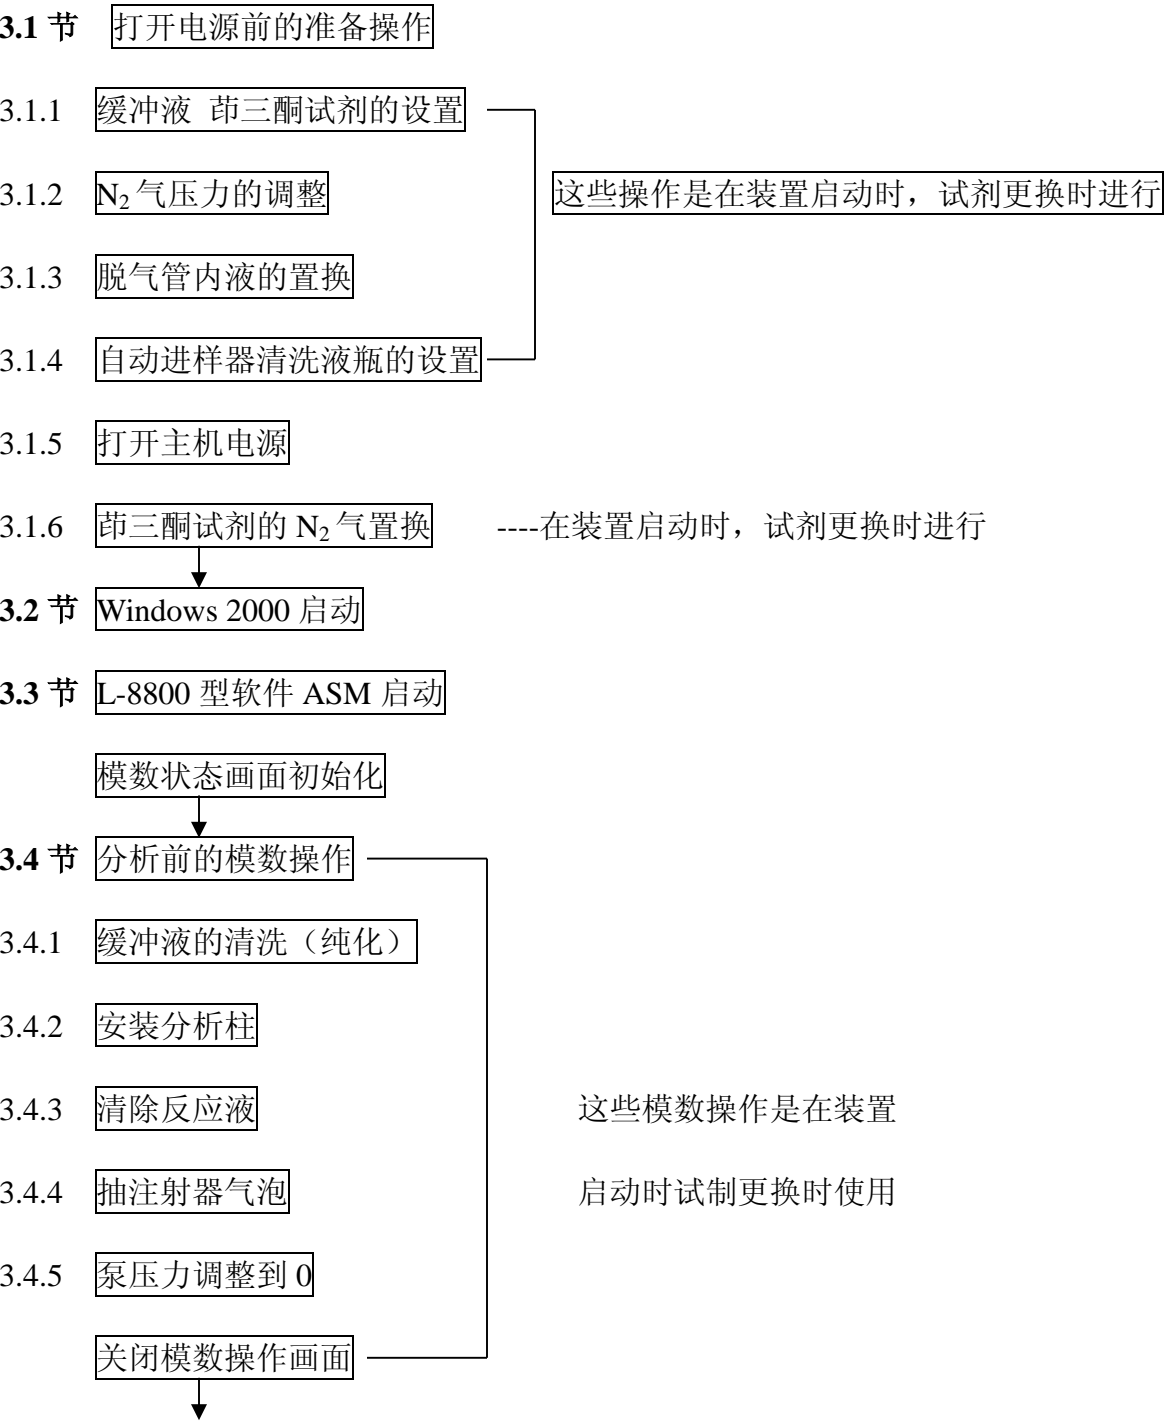 3.1 节 打开电源前的准备操作
3.1.1 缓冲液 茚三酮试剂的设置
3.1.2 N₂气压力的调整 这些操作是在装置启动时，试剂更换时进行
3.1.3 脱气管内液的置换
3.1.4 自动进样器清洗液瓶的设置
3.1.5 打开主机电源
3.1.6 茚三酮试剂的 N₂气置换 ----在装置启动时，试剂更换时进行
3.2 节 Windows 2000 启动
3.3 节 L-8800 型软件 ASM 启动
模数状态画面初始化
3.4 节 分析前的模数操作
3.4.1 缓冲液的清洗（纯化）
3.4.2 安装分析柱
3.4.3 清除反应液 这些模数操作是在装置
3.4.4 抽注射器气泡 启动时试制更换时使用
3.4.5 泵压力调整到 0
关闭模数操作画面